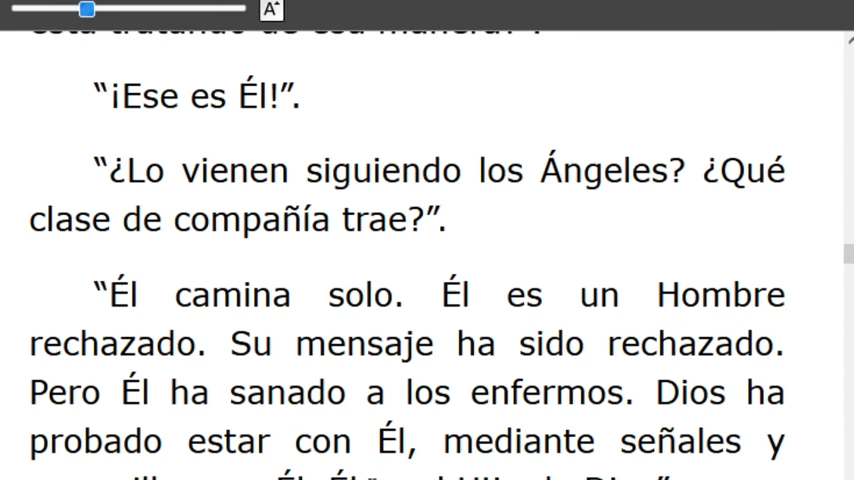 A
“¡Ese es Él!”.
“¿Lo vienen siguiendo los Ángeles? ¿Qué
clase de compañía trae?”.
“Él camina solo. Él es un Hombre
rechazado. Su mensaje ha sido rechazado.
Pero Él ha sanado a los enfermos. Dios ha
probado estar con Él, mediante señales y